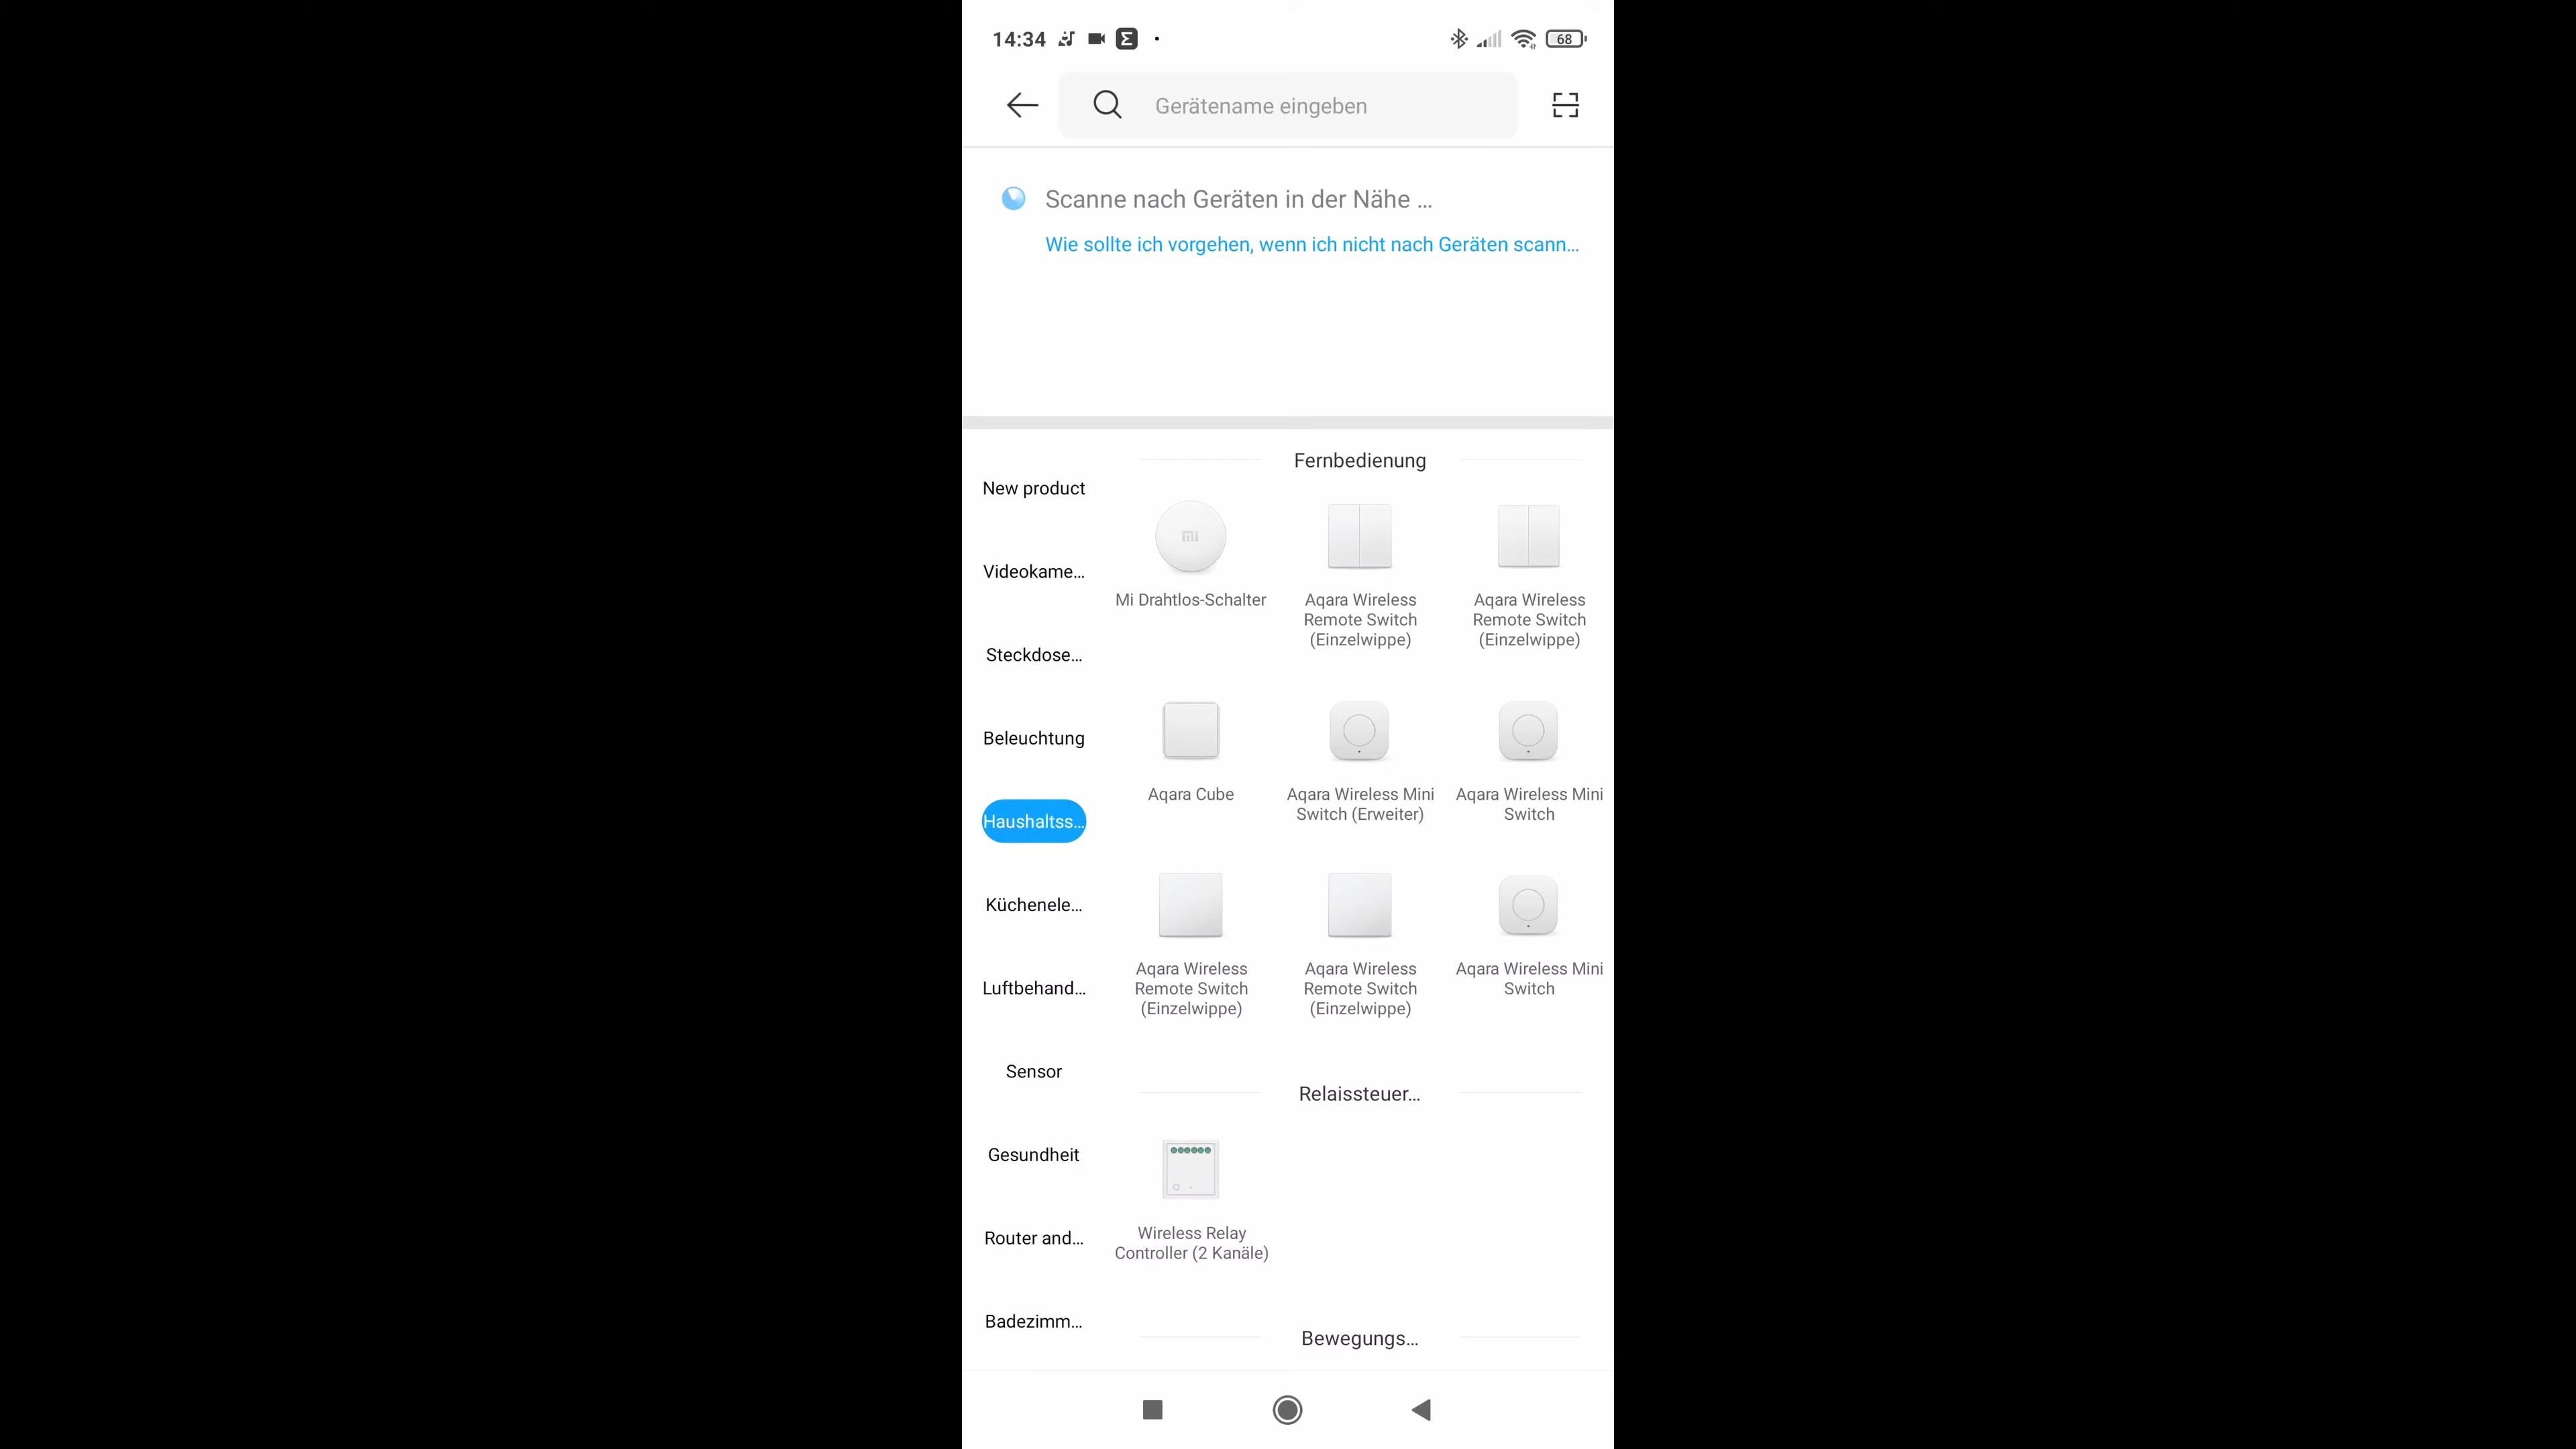 14:34
68
Gerätename eingeben
Scanne nach Geräten in der Nähe ...
Wie sollte ich vorgehen, wenn ich nicht nach Geräten scann...
New product
Videokame...
Steckdose...
Beleuchtung
Haushaltss...
Küchenele...
Luftbehand...
Sensor
Gesundheit
Router and...
Badezimm...
Fernbedienung
mi
Mi Drahtlos-Schalter
Aqara Wireless
Remote Switch
(Einzelwippe)
Aqara Wireless
Remote Switch
(Einzelwippe)
Aqara Cube
Aqara Wireless Mini
Switch (Erweiter)
Aqara Wireless Mini
Switch
Aqara Wireless
Remote Switch
(Einzelwippe)
Aqara Wireless
Remote Switch
(Einzelwippe)
Aqara Wireless Mini
Switch
Relaissteuer...
Wireless Relay
Controller (2 Kanäle)
Bewegungs...